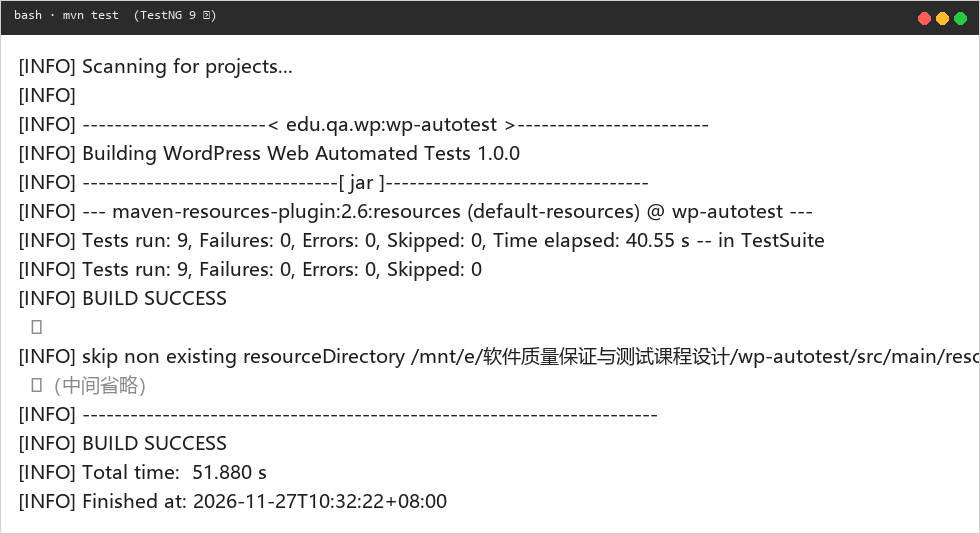 bash · mvn test (TestNG 9 )
[INFO] Scanning for projects...
[INFO]
[INFO] -----------------------< edu.qa.wp:wp-autotest >------------------------
[INFO] Building WordPress Web Automated Tests 1.0.0
[INFO] --------------------------------[ jar ]---------------------------------
[INFO] --- maven-resources-plugin:2.6:resources (default-resources) @ wp-autotest ---
[INFO] Tests run: 9, Failures: 0, Errors: 0, Skipped: 0, Time elapsed: 40.55 s -- in TestSuite
[INFO] Tests run: 9, Failures: 0, Errors: 0, Skipped: 0
[INFO] BUILD SUCCESS
[INFO] skip non existing resourceDirectory /mnt/e/软件质量保证与测试课程设计/wp-autotest/src/main/reso
(中间省略)
[INFO] ------------------------------------------------------------------------
[INFO] BUILD SUCCESS
[INFO] Total time:  51.880 s
[INFO] Finished at: 2026-11-27T10:32:22+08:00